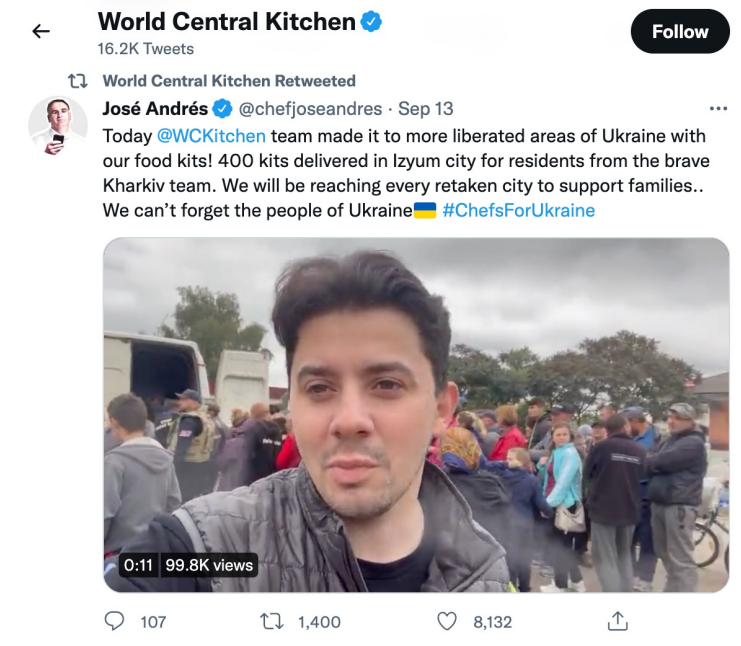 World Central Kitchen
16.2K Tweets
Follow
World Central Kitchen Retweeted
José Andrés @chefjoseandres · Sep 13
Today @WCKitchen team made it to more liberated areas of Ukraine with
our food kits! 400 kits delivered in Izyum city for residents from the brave
Kharkiv team. We will be reaching every retaken city to support families..
We can’t forget the people of Ukraine🇺🇦 #ChefsForUkraine
0:11 99.8K views
107 1,400 8,132